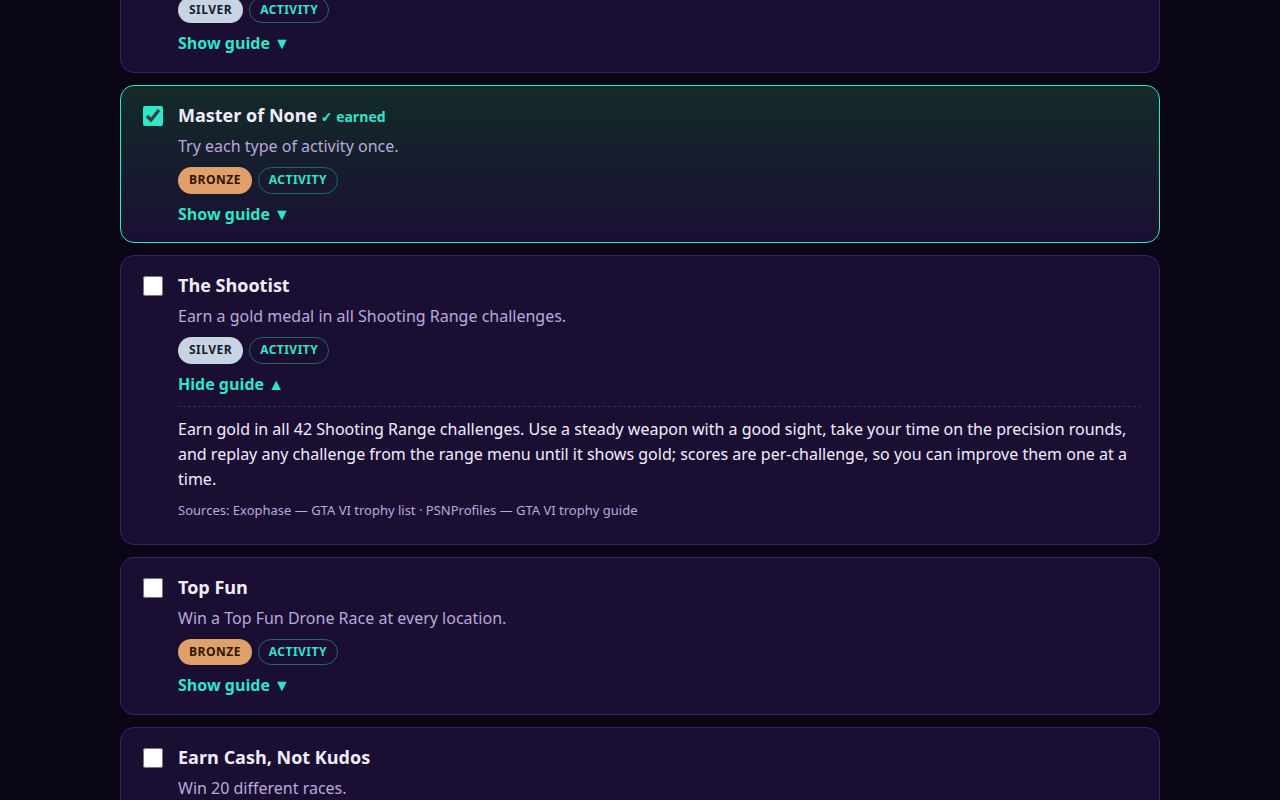 SILVER ACTIVITY
Show guide ▼
Master of None ✓ earned
Try each type of activity once.
BRONZE ACTIVITY
Show guide ▼
The Shootist
Earn a gold medal in all Shooting Range challenges.
SILVER ACTIVITY
Hide guide ▲
Earn gold in all 42 Shooting Range challenges. Use a steady weapon with a good sight, take your time on the precision rounds,
and replay any challenge from the range menu until it shows gold; scores are per-challenge, so you can improve them one at a
time.
Sources: Exophase — GTA VI trophy list · PSNProfiles — GTA VI trophy guide
Top Fun
Win a Top Fun Drone Race at every location.
BRONZE ACTIVITY
Show guide ▼
Earn Cash, Not Kudos
Win 20 different races.